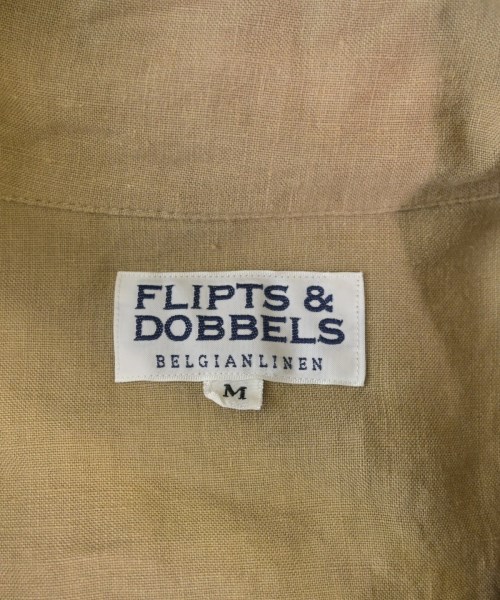 FLIPTS &
DOBBELS
BELGIANLINEN
M